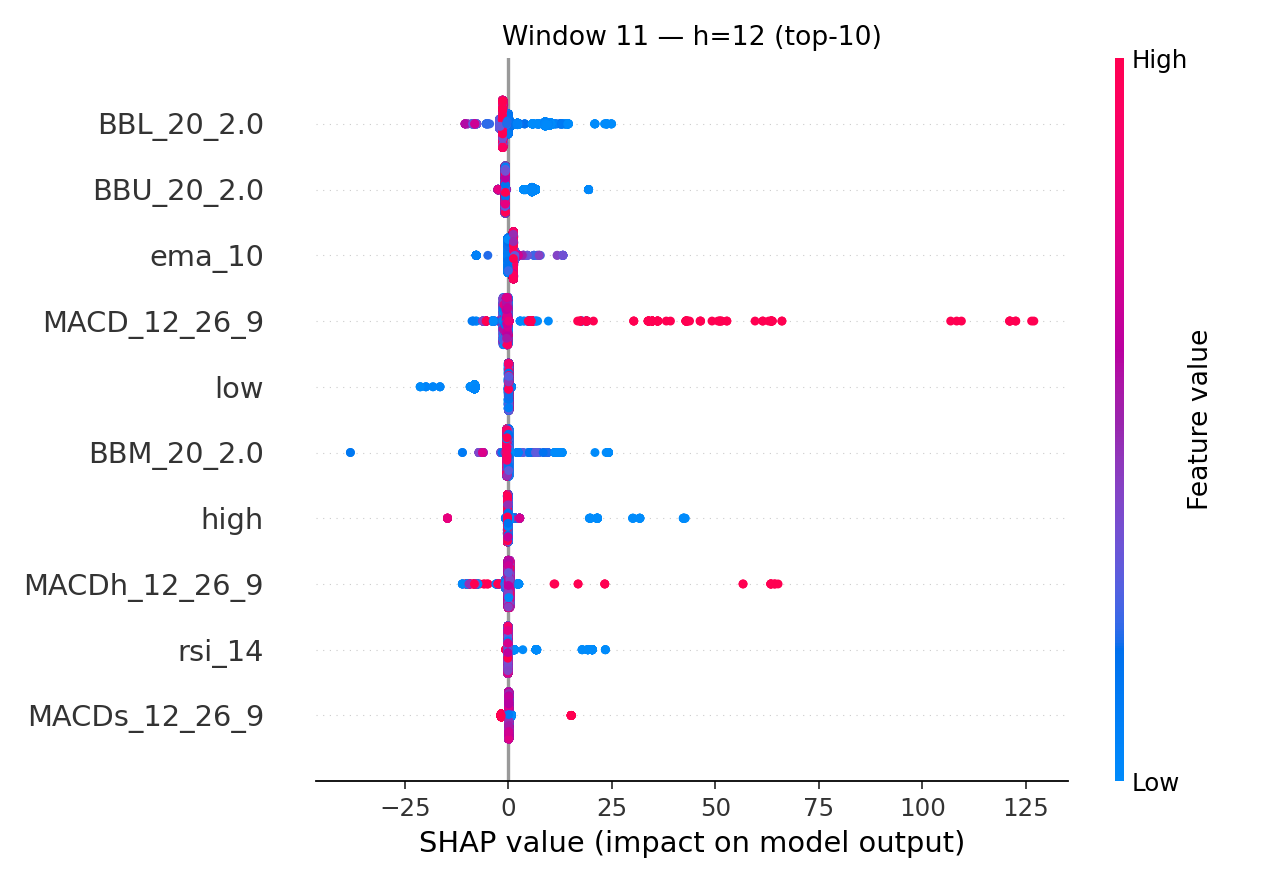 Window 11 — h=12 (top-10)
High
BBL_20_2.0
BBU_20_2.0
ema_10
MACD_12_26_9
low
BBM_20_2.0
high
MACDh_12_26_9
rsi_14
MACDs_12_26_9
Feature value
Low
−25 0 25 50 75 100 125
SHAP value (impact on model output)